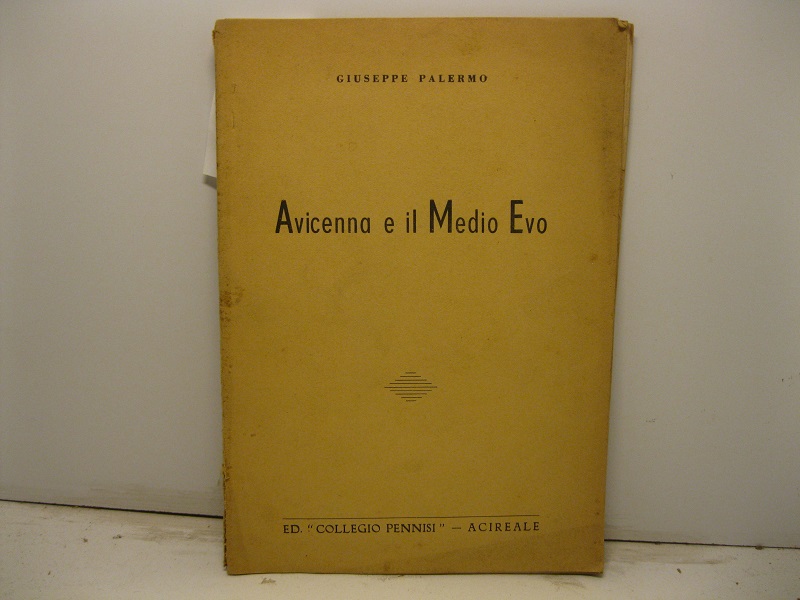 GIUSEPPE PALERMO
Avicenna e il Medio Evo
ED. "COLLEGIO PENNISI" — ACIREALE